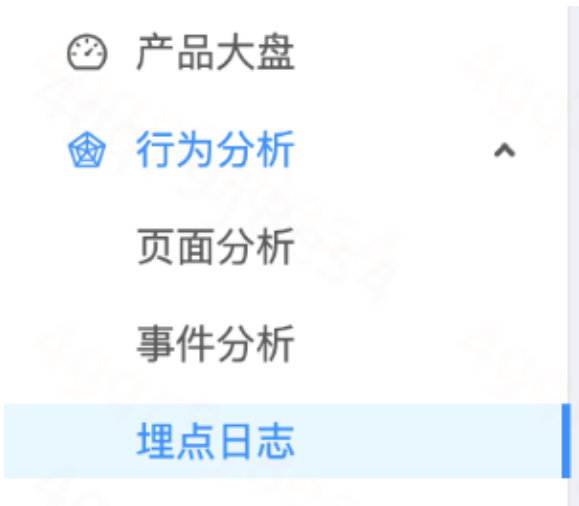 产品大盘
行为分析
页面分析
事件分析
埋点日志